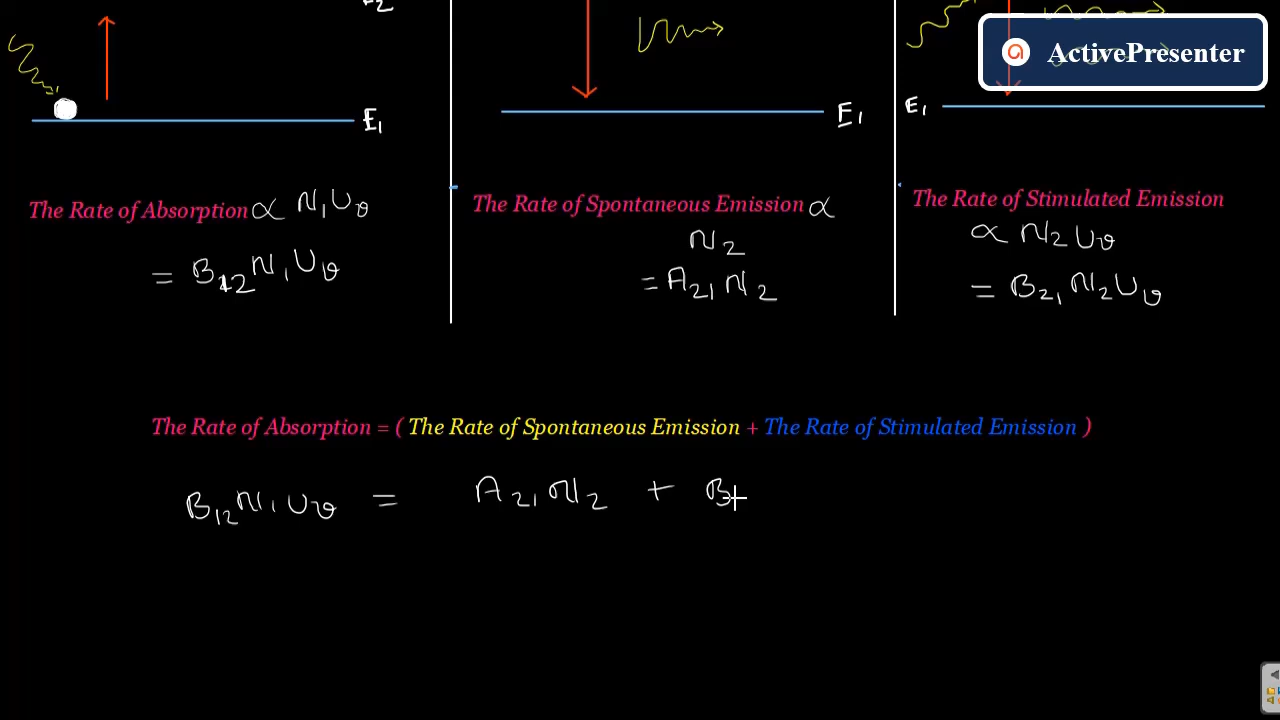 E₂
ActivePresenter
E₁
E₁
E₁
The Rate of Absorption ∝ N₁Uϑ
= B₁₂N₁Uϑ
The Rate of Spontaneous Emission ∝
N₂
= A₂₁N₂
The Rate of Stimulated Emission
∝ N₂Uϑ
= B₂₁N₂Uϑ
The Rate of Absorption = ( The Rate of Spontaneous Emission + The Rate of Stimulated Emission )
B₁₂N₁Uϑ = A₂₁N₂ + B